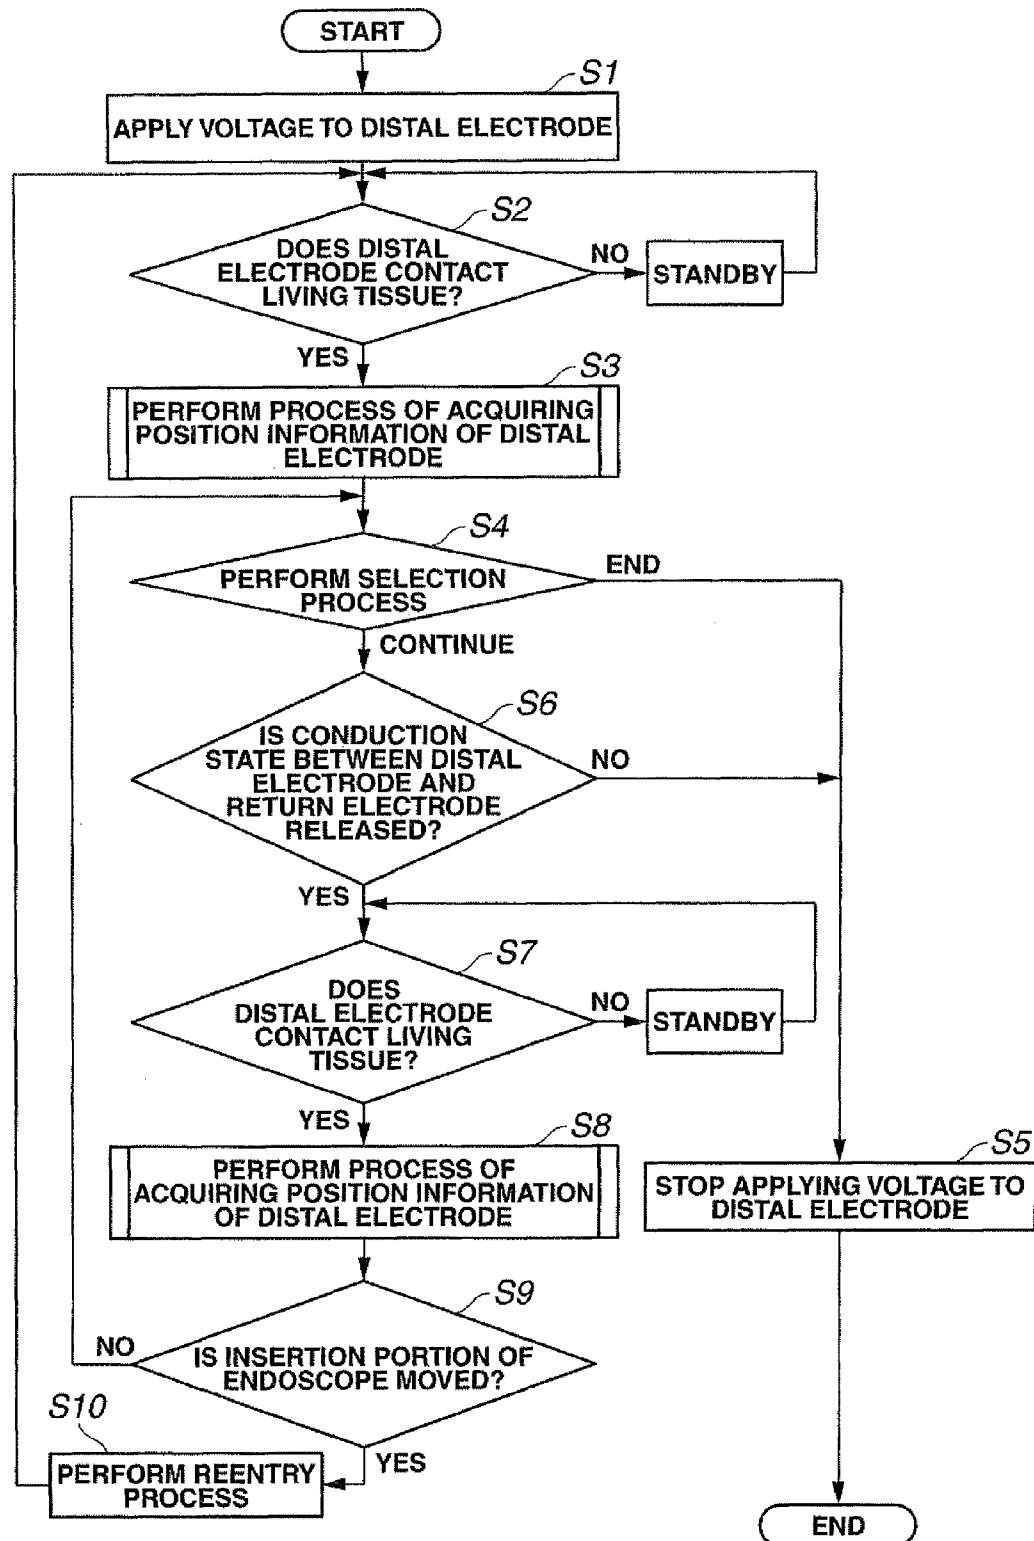 START
S1
APPLY VOLTAGE TO DISTAL ELECTRODE
S2
DOES DISTAL
ELECTRODE CONTACT
LIVING TISSUE?
NO
STANDBY
YES
S3
PERFORM PROCESS OF ACQUIRING
POSITION INFORMATION OF DISTAL
ELECTRODE
S4
PERFORM SELECTION
PROCESS
END
CONTINUE
S6
IS CONDUCTION
STATE BETWEEN DISTAL
ELECTRODE AND
RETURN ELECTRODE
RELEASED?
NO
YES
S7
DOES
DISTAL ELECTRODE
CONTACT LIVING
TISSUE?
NO
STANDBY
YES
S8
PERFORM PROCESS OF
ACQUIRING POSITION INFORMATION
OF DISTAL ELECTRODE
S5
STOP APPLYING VOLTAGE TO
DISTAL ELECTRODE
S9
IS INSERTION PORTION OF
ENDOSCOPE MOVED?
NO
YES
S10
PERFORM REENTRY
PROCESS
END